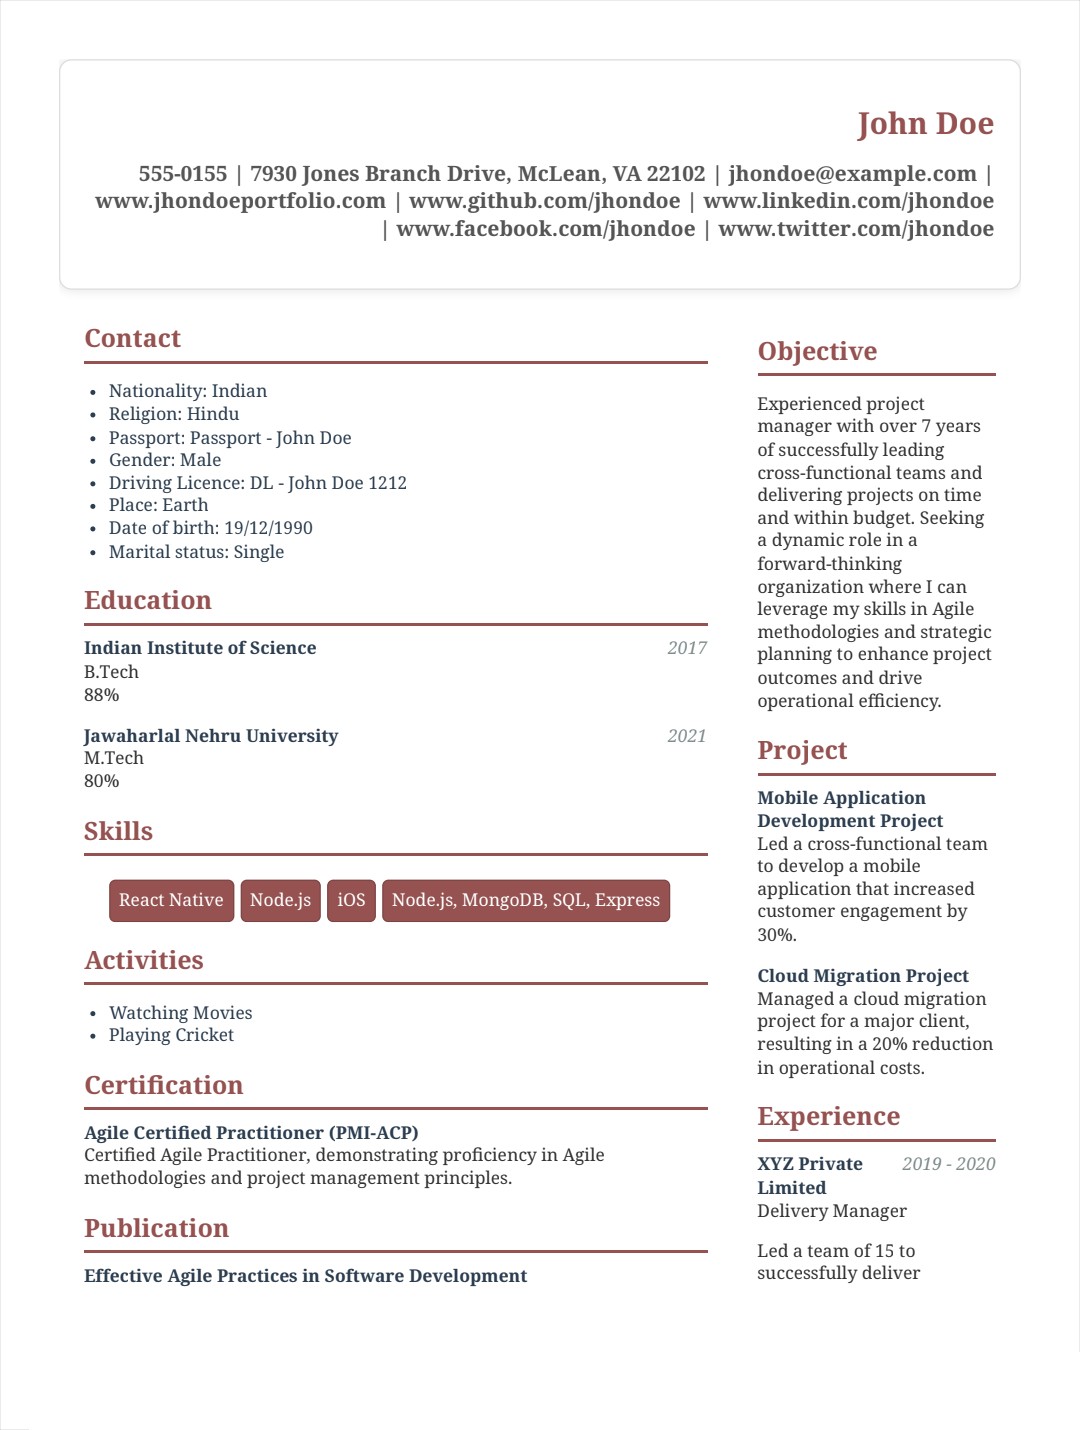 John Doe
555-0155 | 7930 Jones Branch Drive, McLean, VA 22102 | jhondoe@example.com |
www.jhondoeportfolio.com | www.github.com/jhondoe | www.linkedin.com/jhondoe
| www.facebook.com/jhondoe | www.twitter.com/jhondoe
Contact
• Nationality: Indian
• Religion: Hindu
• Passport: Passport - John Doe
• Gender: Male
• Driving Licence: DL - John Doe 1212
• Place: Earth
• Date of birth: 19/12/1990
• Marital status: Single
Education
Indian Institute of Science 2017
B.Tech
88%
Jawaharlal Nehru University 2021
M.Tech
80%
Skills
React Native Node.js iOS Node.js, MongoDB, SQL, Express
Activities
• Watching Movies
• Playing Cricket
Certification
Agile Certified Practitioner (PMI-ACP)
Certified Agile Practitioner, demonstrating proficiency in Agile
methodologies and project management principles.
Publication
Effective Agile Practices in Software Development
Objective
Experienced project
manager with over 7 years
of successfully leading
cross-functional teams and
delivering projects on time
and within budget. Seeking
a dynamic role in a
forward-thinking
organization where I can
leverage my skills in Agile
methodologies and strategic
planning to enhance project
outcomes and drive
operational efficiency.
Project
Mobile Application
Development Project
Led a cross-functional team
to develop a mobile
application that increased
customer engagement by
30%.
Cloud Migration Project
Managed a cloud migration
project for a major client,
resulting in a 20% reduction
in operational costs.
Experience
XYZ Private 2019 - 2020
Limited
Delivery Manager
Led a team of 15 to
successfully deliver